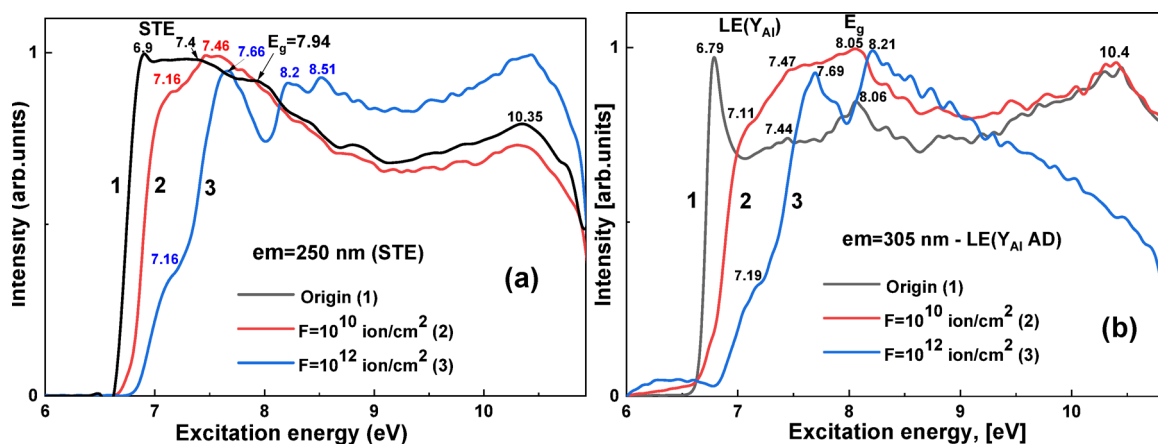 STE
6.9
7.4
7.46
7.66
E_g=7.94
7.16
8.2
8.51
10.35
1
2
3
7.16
em=250 nm (STE)
(a)
Origin (1)
F=10^10 ion/cm^2 (2)
F=10^12 ion/cm^2 (3)
1
0
6
7
8
9
10
Intensity (arb.units)
Excitation energy (eV)
LE(Y_Al)
E_g
6.79
7.47
8.05
8.21
7.69
10.4
7.11
7.44
8.06
1
2
3
7.19
em=305 nm - LE(Y_Al AD)
(b)
Origin (1)
F=10^10 ion/cm^2 (2)
F=10^12 ion/cm^2 (3)
1
0
6
7
8
9
10
Intensity [arb.units]
Excitation energy, [eV]